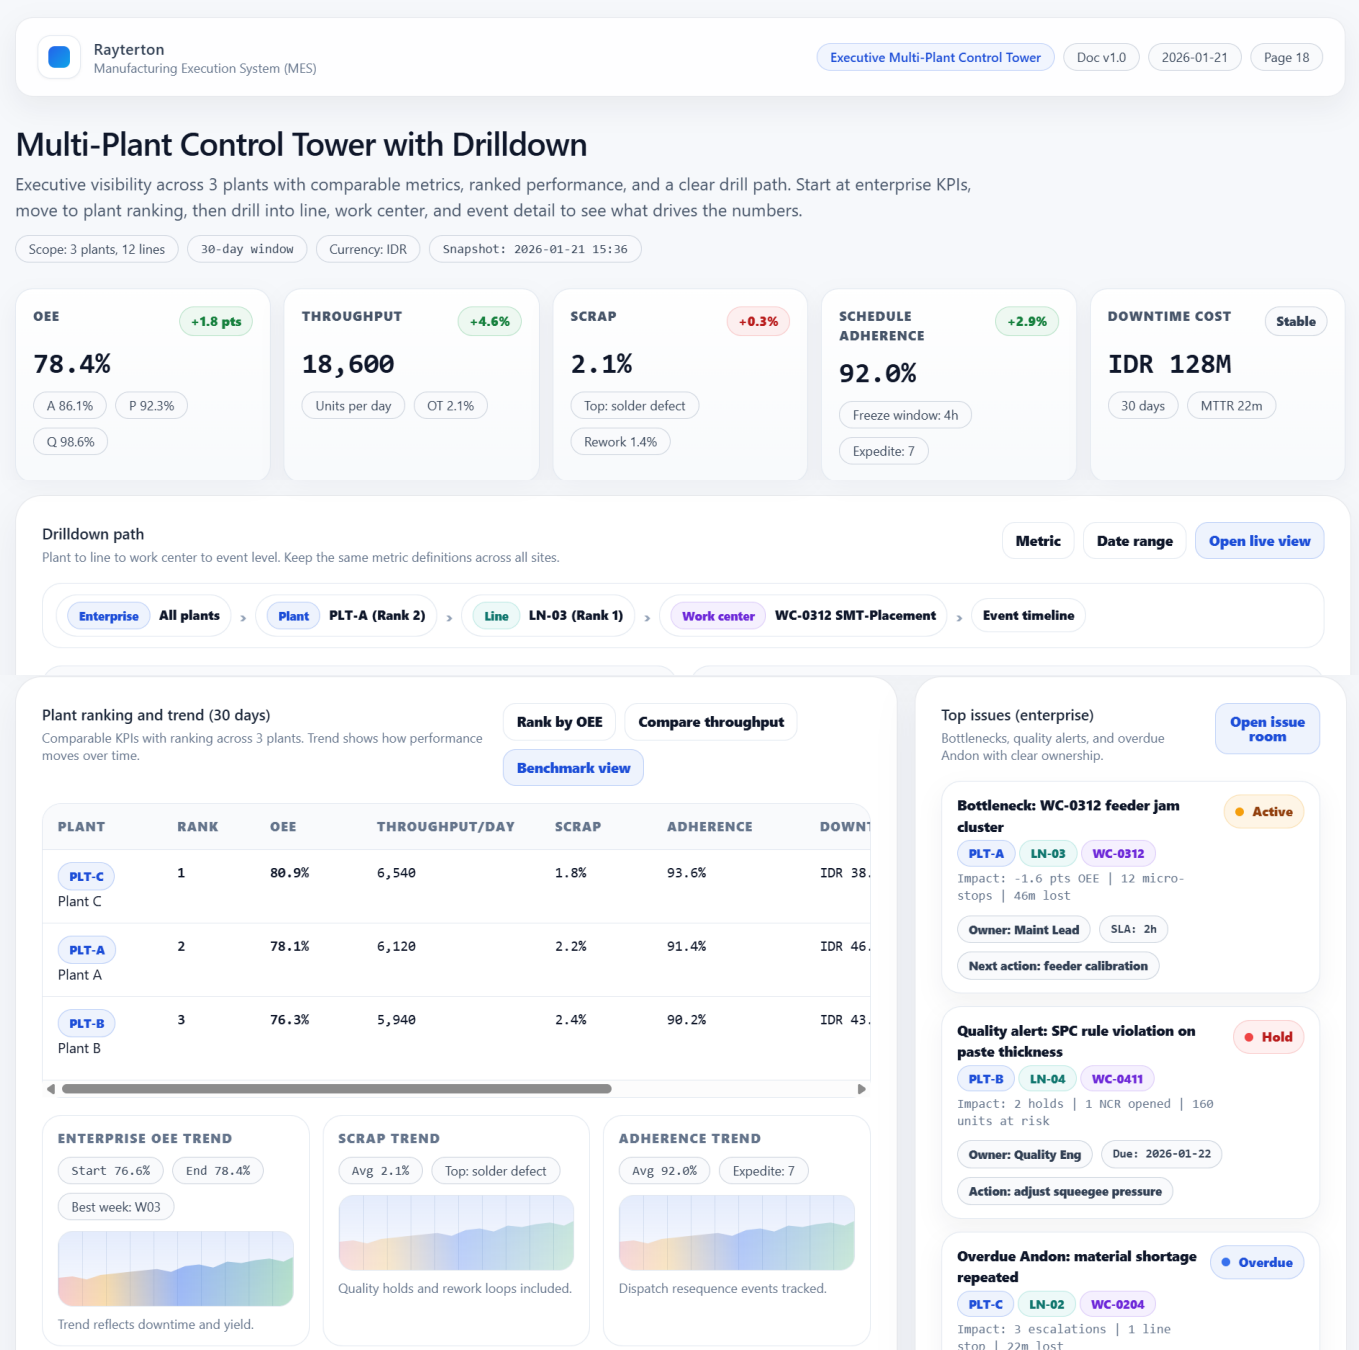 Rayterton
Manufacturing Execution System (MES)
Executive Multi-Plant Control Tower
Doc v1.0
2026-01-21
Page 18
Multi-Plant Control Tower with Drilldown
Executive visibility across 3 plants with comparable metrics, ranked performance, and a clear drill path. Start at enterprise KPIs,
move to plant ranking, then drill into line, work center, and event detail to see what drives the numbers.
Scope: 3 plants, 12 lines
30-day window
Currency: IDR
Snapshot: 2026-01-21 15:36
OEE
+1.8 pts
78.4%
A 86.1%
P 92.3%
Q 98.6%
THROUGHPUT
+4.6%
18,600
Units per day
OT 2.1%
SCRAP
+0.3%
2.1%
Top: solder defect
Rework 1.4%
SCHEDULE
ADHERENCE
+2.9%
92.0%
Freeze window: 4h
Expedite: 7
DOWNTIME COST
Stable
IDR 128M
30 days
MTTR 22m
Drilldown path
Plant to line to work center to event level. Keep the same metric definitions across all sites.
Metric
Date range
Open live view
Enterprise All plants › Plant PLT-A (Rank 2) › Line LN-03 (Rank 1) › Work center WC-0312 SMT-Placement › Event timeline
Plant ranking and trend (30 days)
Comparable KPIs with ranking across 3 plants. Trend shows how performance
moves over time.
Rank by OEE
Compare throughput
Benchmark view
PLANT RANK OEE THROUGHPUT/DAY SCRAP ADHERENCE DOWNT
PLT-C 1 80.9% 6,540 1.8% 93.6% IDR 38.
Plant C
PLT-A 2 78.1% 6,120 2.2% 91.4% IDR 46.
Plant A
PLT-B 3 76.3% 5,940 2.4% 90.2% IDR 43.
Plant B
ENTERPRISE OEE TREND
Start 76.6%
End 78.4%
Best week: W03
Trend reflects downtime and yield.
SCRAP TREND
Avg 2.1%
Top: solder defect
Quality holds and rework loops included.
ADHERENCE TREND
Avg 92.0%
Expedite: 7
Dispatch resequence events tracked.
Top issues (enterprise)
Bottlenecks, quality alerts, and overdue
Andon with clear ownership.
Open issue
room
Bottleneck: WC-0312 feeder jam
cluster
Active
PLT-A LN-03 WC-0312
Impact: -1.6 pts OEE | 12 micro-
stops | 46m lost
Owner: Maint Lead
SLA: 2h
Next action: feeder calibration
Quality alert: SPC rule violation on
paste thickness
Hold
PLT-B LN-04 WC-0411
Impact: 2 holds | 1 NCR opened | 160
units at risk
Owner: Quality Eng
Due: 2026-01-22
Action: adjust squeegee pressure
Overdue Andon: material shortage
repeated
Overdue
PLT-C LN-02 WC-0204
Impact: 3 escalations | 1 line
stop | 22m lost